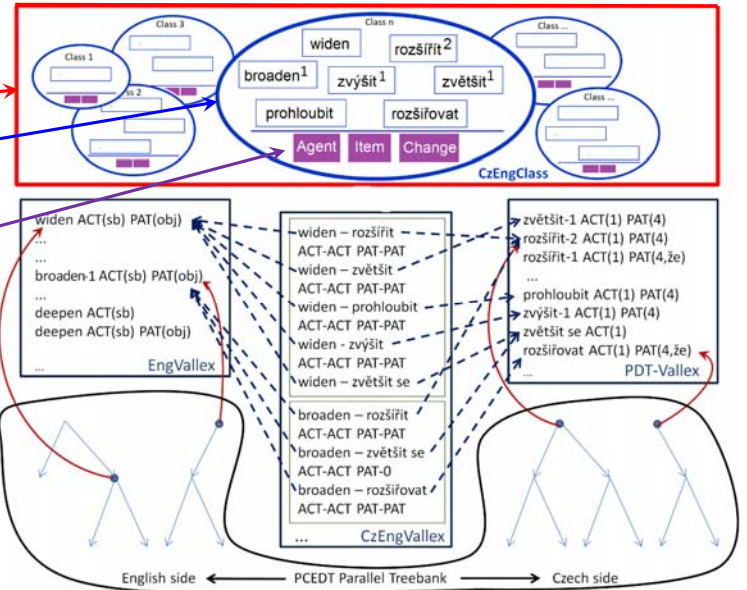 Class 3
Class 1
2
Class n
widen
rozšířít²
broaden¹
zvýšit¹
zvětšit¹
prohloubit
rozšiřovat
Agent
Item
Change
Class ...
Class ...
CzEngClass
widen ACT(sb) PAT(obj)
...
...
broaden-1 ACT(sb) PAT(obj)
...
deepen ACT(sb)
deepen ACT(sb) PAT(obj)
...
EngVallex
widen – rozšířit
ACT-ACT PAT-PAT
widen – zvětšit
ACT-ACT PAT-PAT
widen – prohloubit
ACT-ACT PAT-PAT
widen - zvýšit
ACT-ACT PAT-PAT
widen – zvětšit se
broaden – rozšířit
ACT-ACT PAT-PAT
broaden – zvětšit se
ACT-ACT PAT-0
broaden – rozšiřovat
ACT-ACT PAT-PAT
...
CzEngVallex
zvětšit-1 ACT(1) PAT(4)
rozšířit-2 ACT(1) PAT(4)
rozšířit-1 ACT(1) PAT(4,že)
...
prohloubit ACT(1) PAT(4)
zvýšit-1 ACT(1) PAT(4)
zvětšit se ACT(1)
rozšiřovat ACT(1) PAT(4,že)
...
PDT-Vallex
English side
PCEDT Parallel Treebank
Czech side